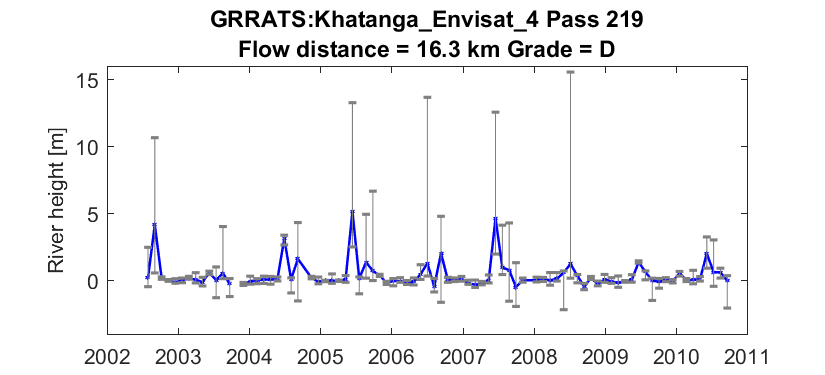 GRRATS:Khatanga_Envisat_4 Pass 219
Flow distance = 16.3 km Grade = D
River height [m]
15
10
5
0
2002 2003 2004 2005 2006 2007 2008 2009 2010 2011